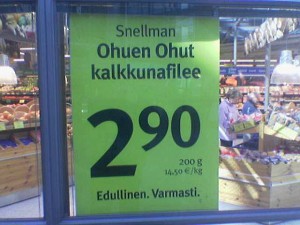 Snellman
Ohuen Ohut
kalkkunafilee
2 90
200 g
14,50 €/kg
Edullinen. Varmasti.